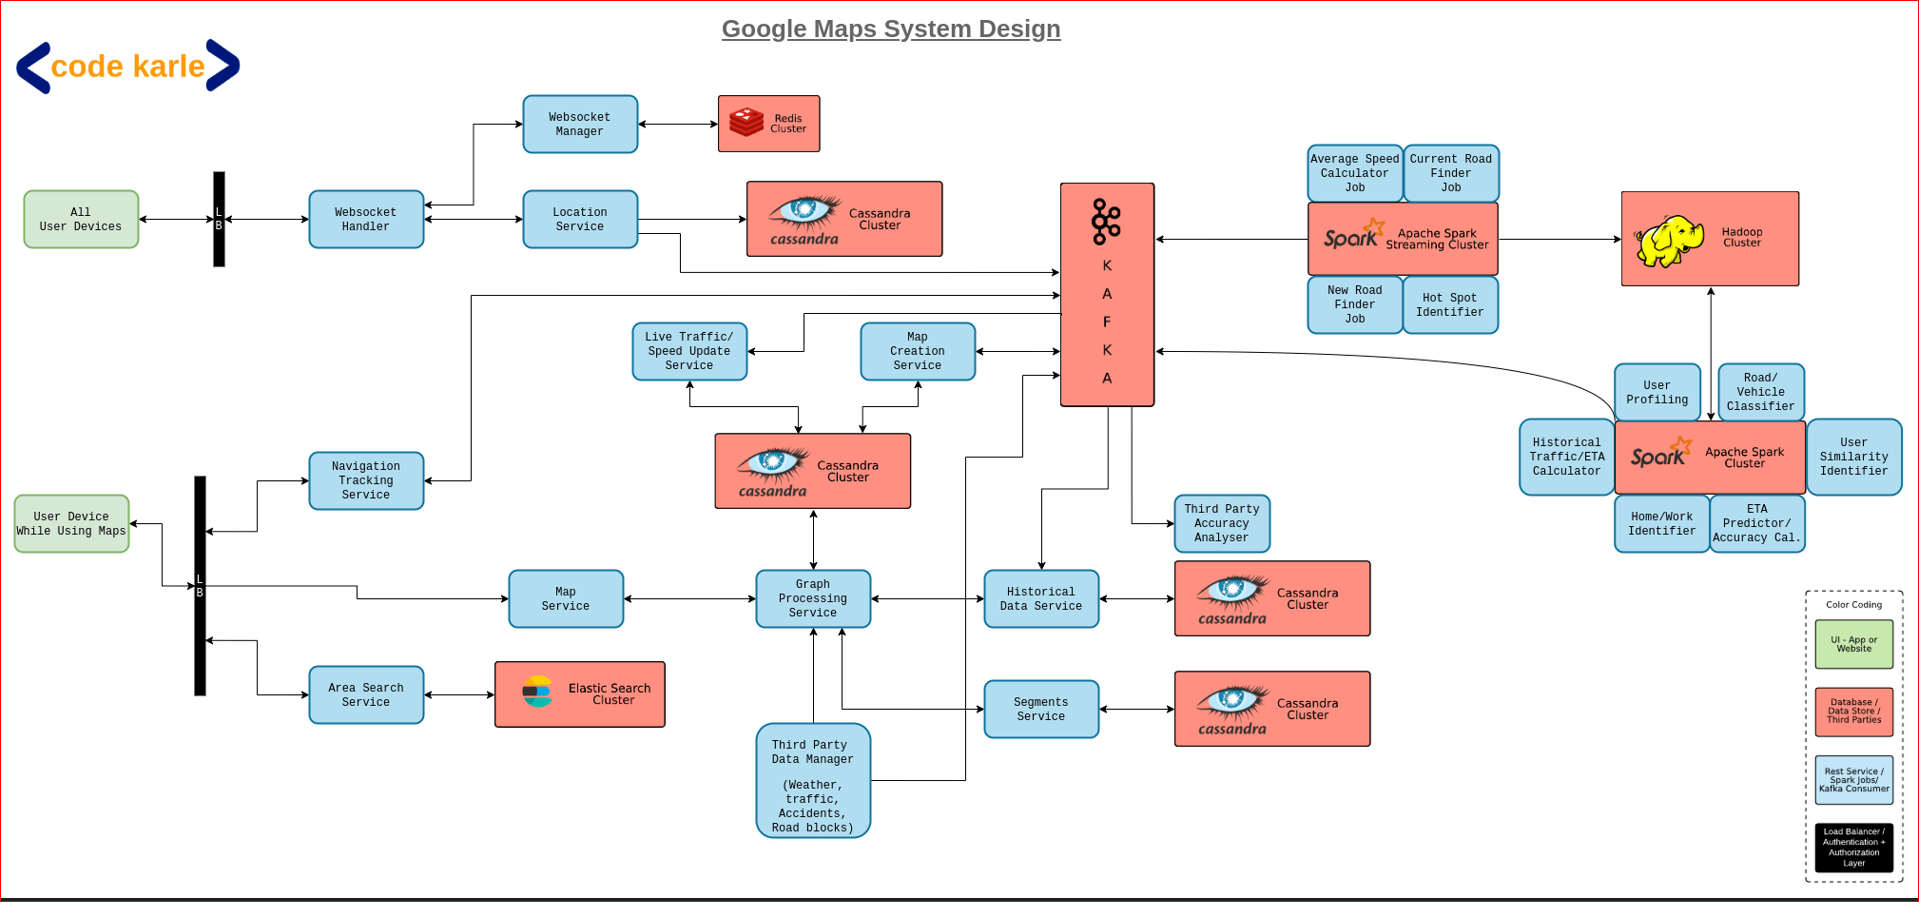 Google Maps System Design
code karle
Websocket
Manager
Redis
Cluster
All
User Devices
L
B
Websocket
Handler
Location
Service
cassandra
Cassandra
Cluster
K
A
F
K
A
Average Speed
Calculator
Job
Current Road
Finder
Job
Spark
Apache Spark
Streaming Cluster
New Road
Finder
Job
Hot Spot
Identifier
Hadoop
Cluster
Live Traffic/
Speed Update
Service
Map
Creation
Service
cassandra
Cassandra
Cluster
User
Profiling
Road/
Vehicle
Classifier
Historical
Traffic/ETA
Calculator
Spark
Apache Spark
Cluster
User
Similarity
Identifier
Home/Work
Identifier
ETA
Predictor/
Accuracy Cal.
Navigation
Tracking
Service
User Device
While Using Maps
L
B
Third Party
Accuracy
Analyser
Map
Service
Graph
Processing
Service
Historical
Data Service
cassandra
Cassandra
Cluster
Area Search
Service
Elastic Search
Cluster
Segments
Service
cassandra
Cassandra
Cluster
Third Party
Data Manager
(Weather,
traffic,
Accidents,
Road blocks)
Color Coding
UI - App or
Website
Database /
Data Store /
Third Parties
Rest Service /
Spark Jobs/
Kafka Consumer
Load Balancer /
Authentication +
Authorization
Layer